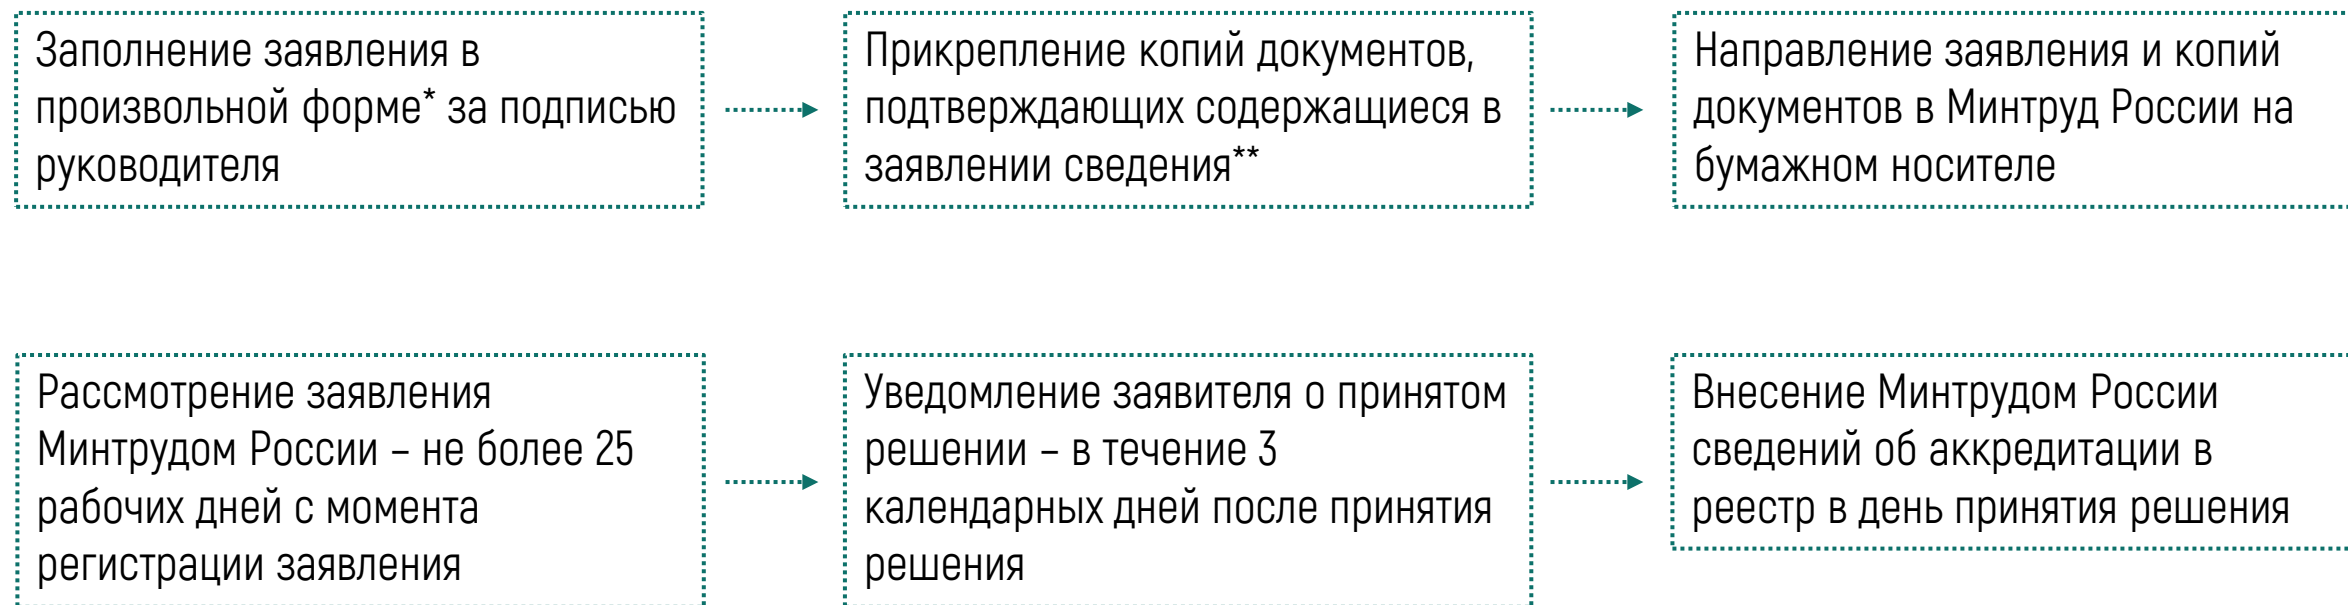 Заполнение заявления в
произвольной форме* за подписью
руководителя
Прикрепление копий документов,
подтверждающих содержащиеся в
заявлении сведения**
Направление заявления и копий
документов в Минтруд России на
бумажном носителе
Рассмотрение заявления
Минтрудом России – не более 25
рабочих дней с момента
регистрации заявления
Уведомление заявителя о принятом
решении – в течение 3
календарных дней после принятия
решения
Внесение Минтрудом России
сведений об аккредитации в
реестр в день принятия решения